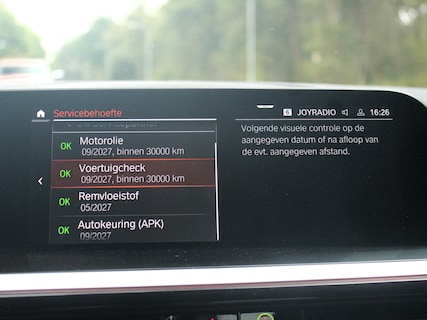 Servicebehoefte
6 JOYRADIO 16:26
OK Motorolie
09/2027, binnen 30000 km
OK Voertuigcheck
09/2027, binnen 30000 km
OK Remvloeistof
05/2027
OK Autokeuring (APK)
09/2027
Volgende visuele controle op de
aangegeven datum of na afloop van
de evt. aangegeven afstand.